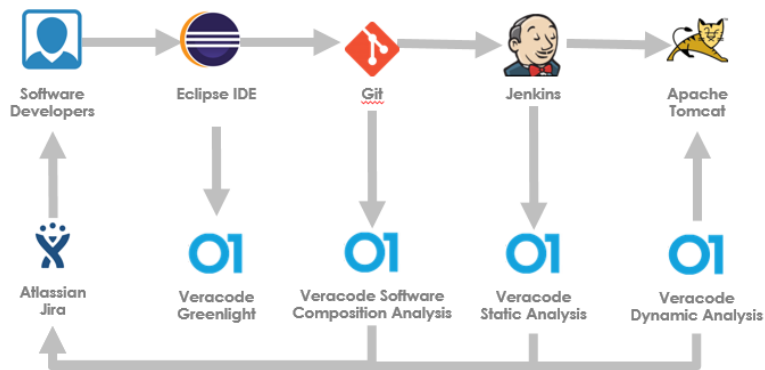 Software
Developers
Eclipse IDE
Git
Jenkins
Apache
Tomcat
Atlassian
Jira
Veracode
Greenlight
Veracode Software
Composition Analysis
Veracode
Static Analysis
Veracode
Dynamic Analysis